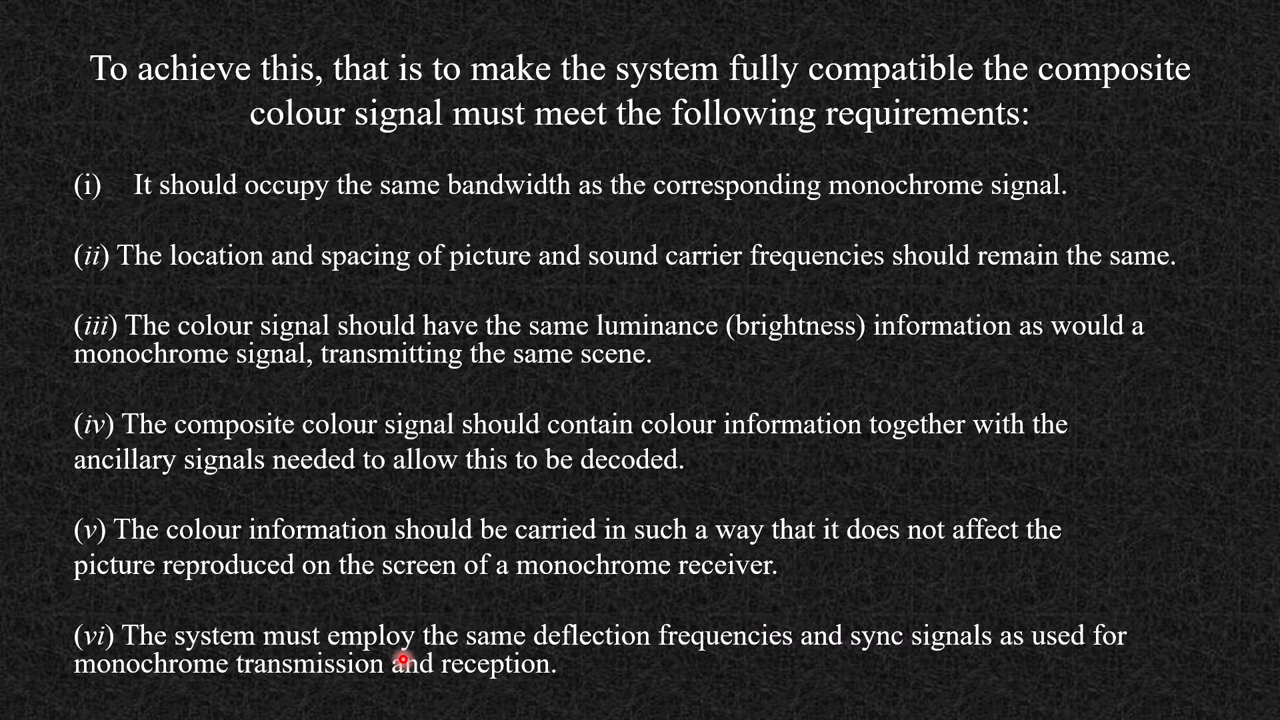 To achieve this, that is to make the system fully compatible the composite
colour signal must meet the following requirements:
(i) It should occupy the same bandwidth as the corresponding monochrome signal.
(ii) The location and spacing of picture and sound carrier frequencies should remain the same.
(iii) The colour signal should have the same luminance (brightness) information as would a
monochrome signal, transmitting the same scene.
(iv) The composite colour signal should contain colour information together with the
ancillary signals needed to allow this to be decoded.
(v) The colour information should be carried in such a way that it does not affect the
picture reproduced on the screen of a monochrome receiver.
(vi) The system must employ the same deflection frequencies and sync signals as used for
monochrome transmission and reception.